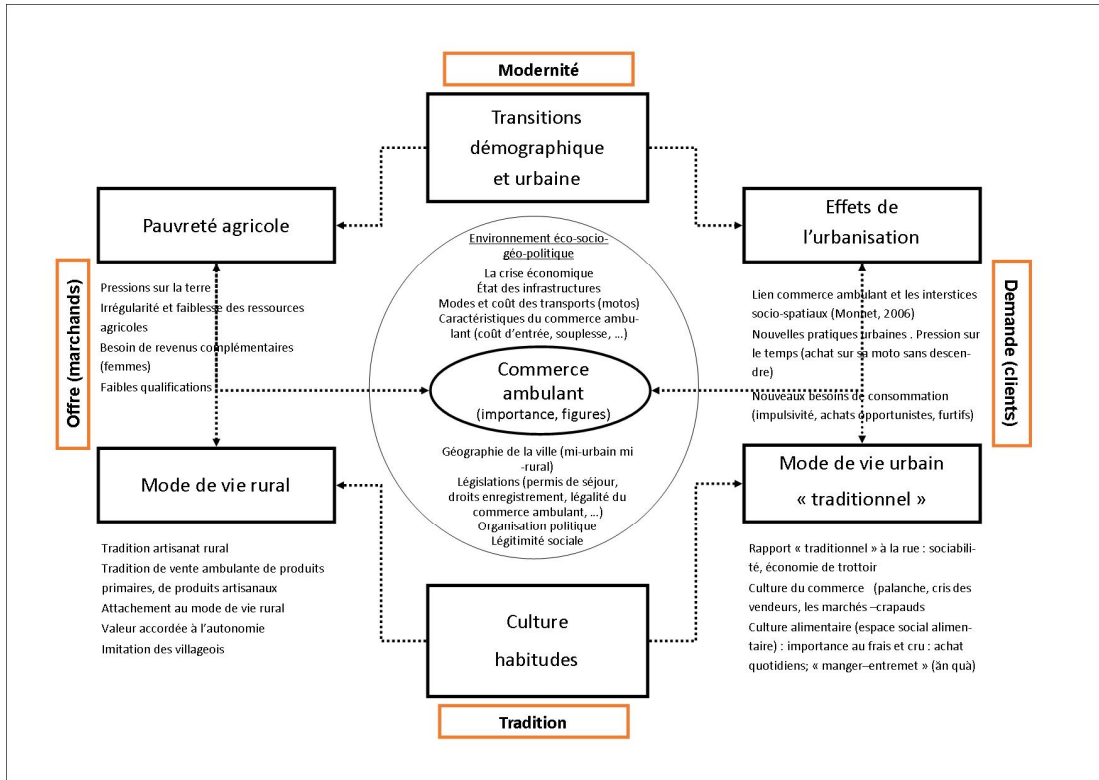 Modernité
Transitions
démographique
et urbaine
Pauvreté agricole
Effets de
l’urbanisation
Offre (marchands)
Pressions sur la terre
Irrégularité et faiblesse des ressources
agricoles
Besoin de revenus complémentaires
(femmes)
Faibles qualifications
Environnement éco-socio-
géo-politique
La crise économique
État des infrastructures
Modes et coût des transports (motos)
Caractéristiques du commerce ambu-
lant (coût d’entrée, souplesse, ...)
Commerce
ambulant
(importance, figures)
Géographie de la ville (mi-urbain mi
-rural)
Législations (permis de séjour,
droits enregistrement, légalité du
commerce ambulant, ...)
Organisation politique
Légitimité sociale
Lien commerce ambulant et les interstices
socio-spatiaux (Monnet, 2006)
Nouvelles pratiques urbaines . Pression sur
le temps (achat sur sa moto sans descen-
dre)
Nouveaux besoins de consommation
(impulsivité, achats opportunistes, furtifs)
Demande (clients)
Mode de vie rural
Mode de vie urbain
« traditionnel »
Tradition artisanat rural
Tradition de vente ambulante de produits
primaires, de produits artisanaux
Attachement au mode de vie rural
Valeur accordée à l’autonomie
Imitation des villageois
Culture
habitudes
Rapport « traditionnel » à la rue : sociabili-
té, économie de trottoir
Culture du commerce (palanche, cris des
vendeurs, les marchés –crapauds
Culture alimentaire (espace social alimen-
taire) : importance au frais et cru : achat
quotidiens; « manger–entremet » (ăn quà)
Tradition